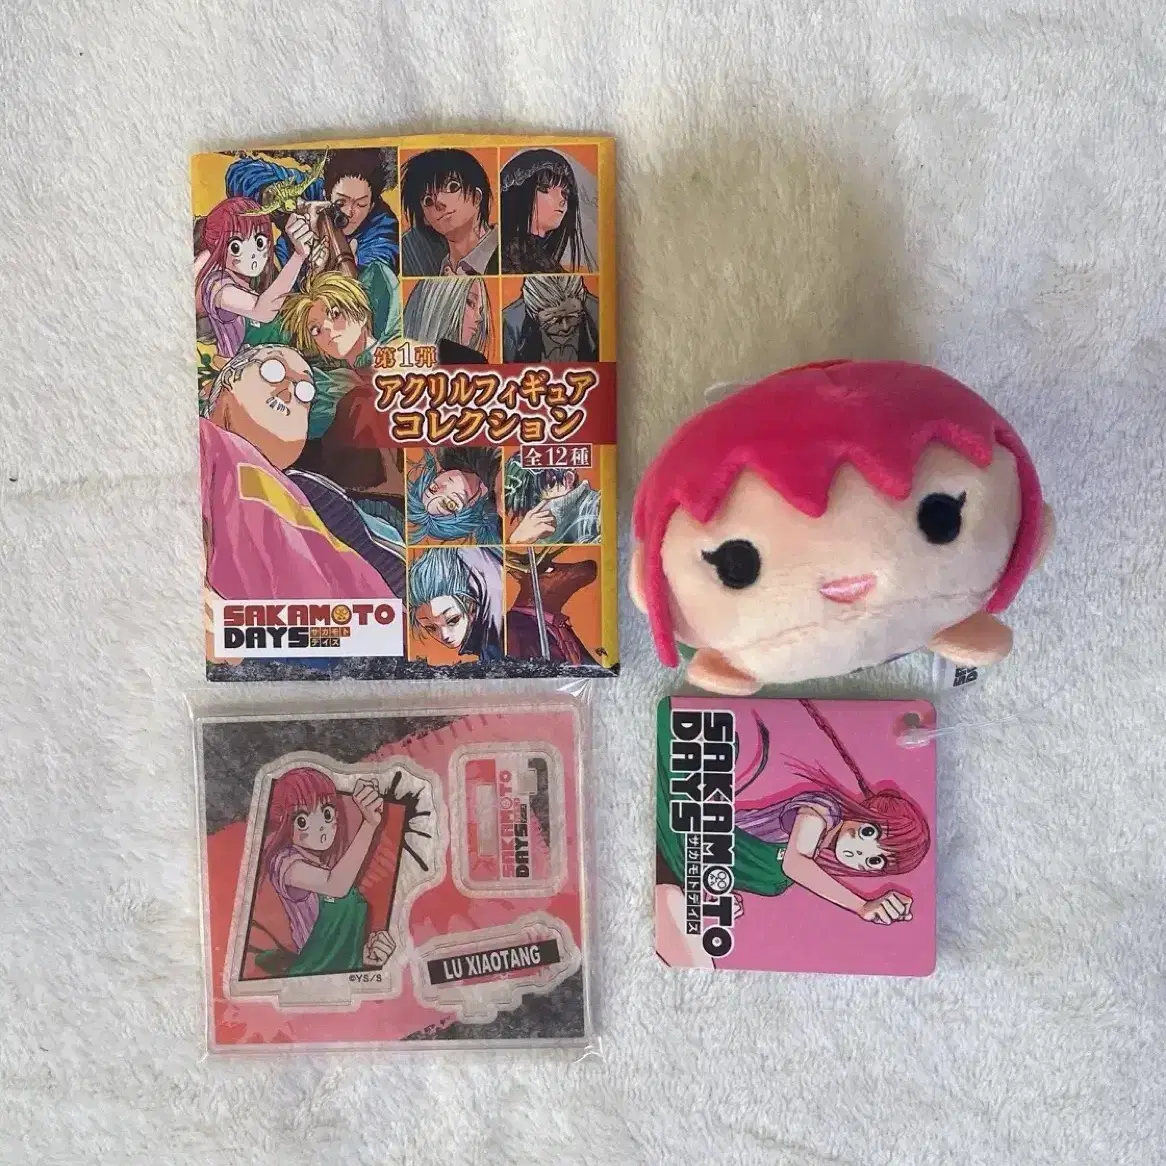 第1弾
アクリルフィギュア
コレクション
全12種
SAKAMOTO
DAYS サカモト
デイズ
SAKAMOTO
DAYS
LU XIAOTANG
©YS/S
SAKAMOTO
DAYS サカモトデイズ